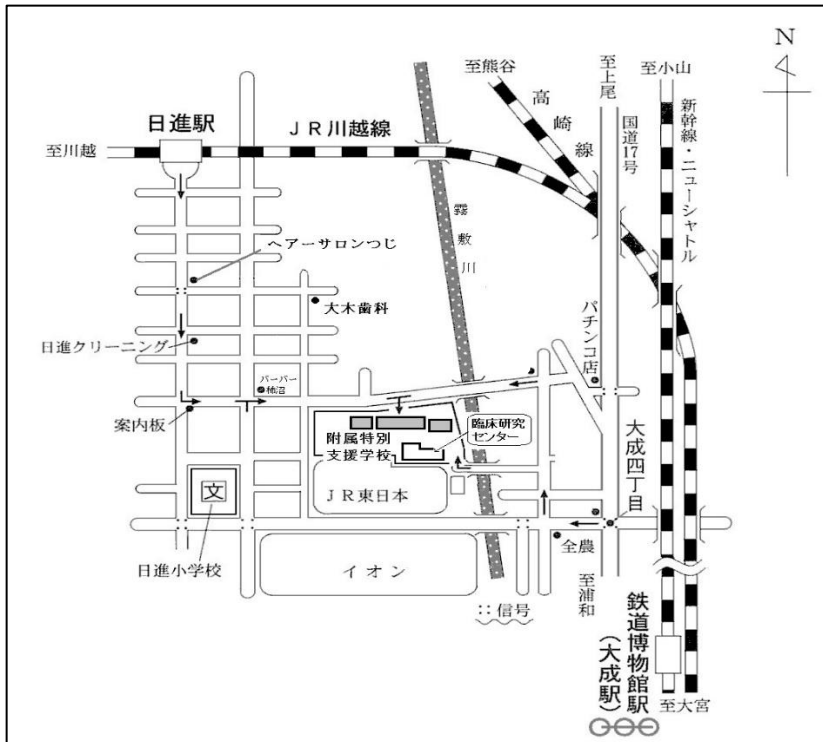 N
至熊谷
至上尾
至小山
高崎線
国道17号
新幹線・ニューシャトル
日進駅
JR川越線
至川越
霧敷川
ヘアーサロンつじ
大木歯科
日進クリーニング
パチンコ店
バーバー
柿沼
案内板
附属特別
支援学校
臨床研究
センター
大成四丁目
JR東日本
文
全農
日進小学校
イオン
至浦和
::信号
鉄道博物館駅
(大成駅)
至大宮